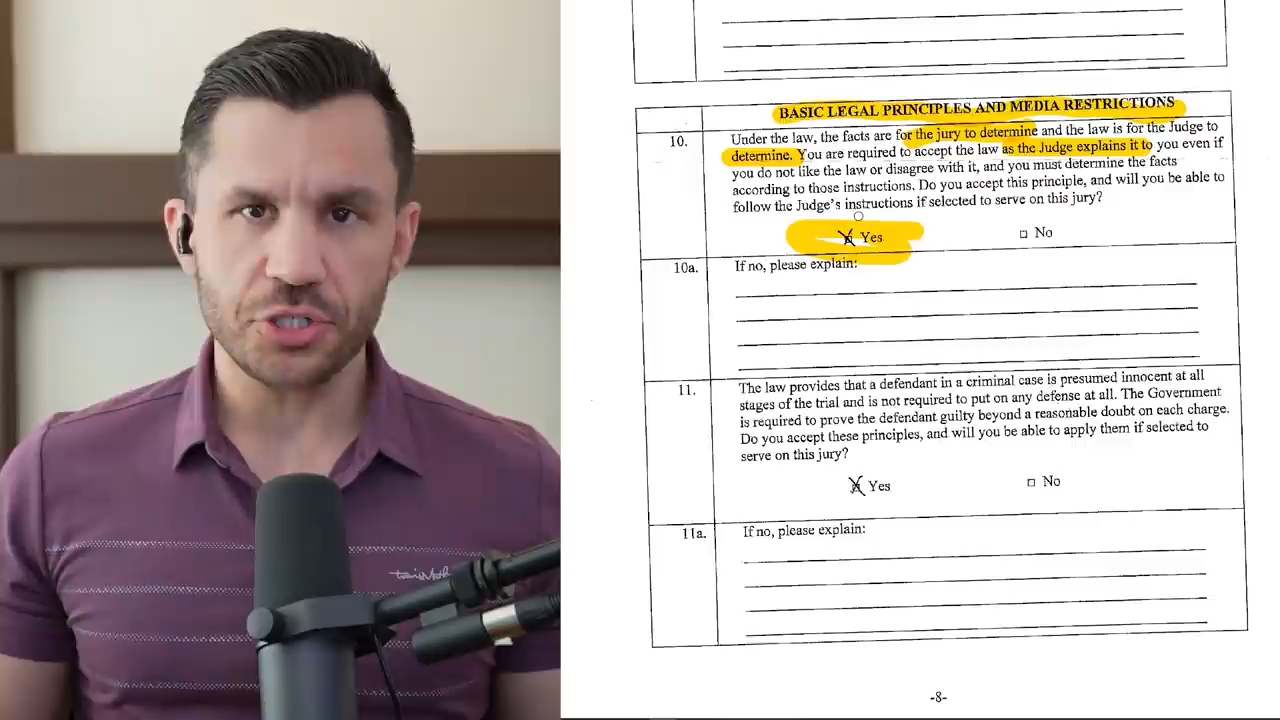 BASIC LEGAL PRINCIPLES AND MEDIA RESTRICTIONS
10.
Under the law, the facts are for the jury to determine and the law is for the Judge to
determine. You are required to accept the law as the Judge explains it to you even if
you do not like the law or disagree with it, and you must determine the facts
according to those instructions. Do you accept this principle, and will you be able to
follow the Judge's instructions if selected to serve on this jury?
Yes
No
10a.
If no, please explain:
11.
The law provides that a defendant in a criminal case is presumed innocent at all
stages of the trial and is not required to put on any defense at all. The Government
is required to prove the defendant guilty beyond a reasonable doubt on each charge.
Do you accept these principles, and will you be able to apply them if selected to
serve on this jury?
Yes
No
11a.
If no, please explain:
-8-